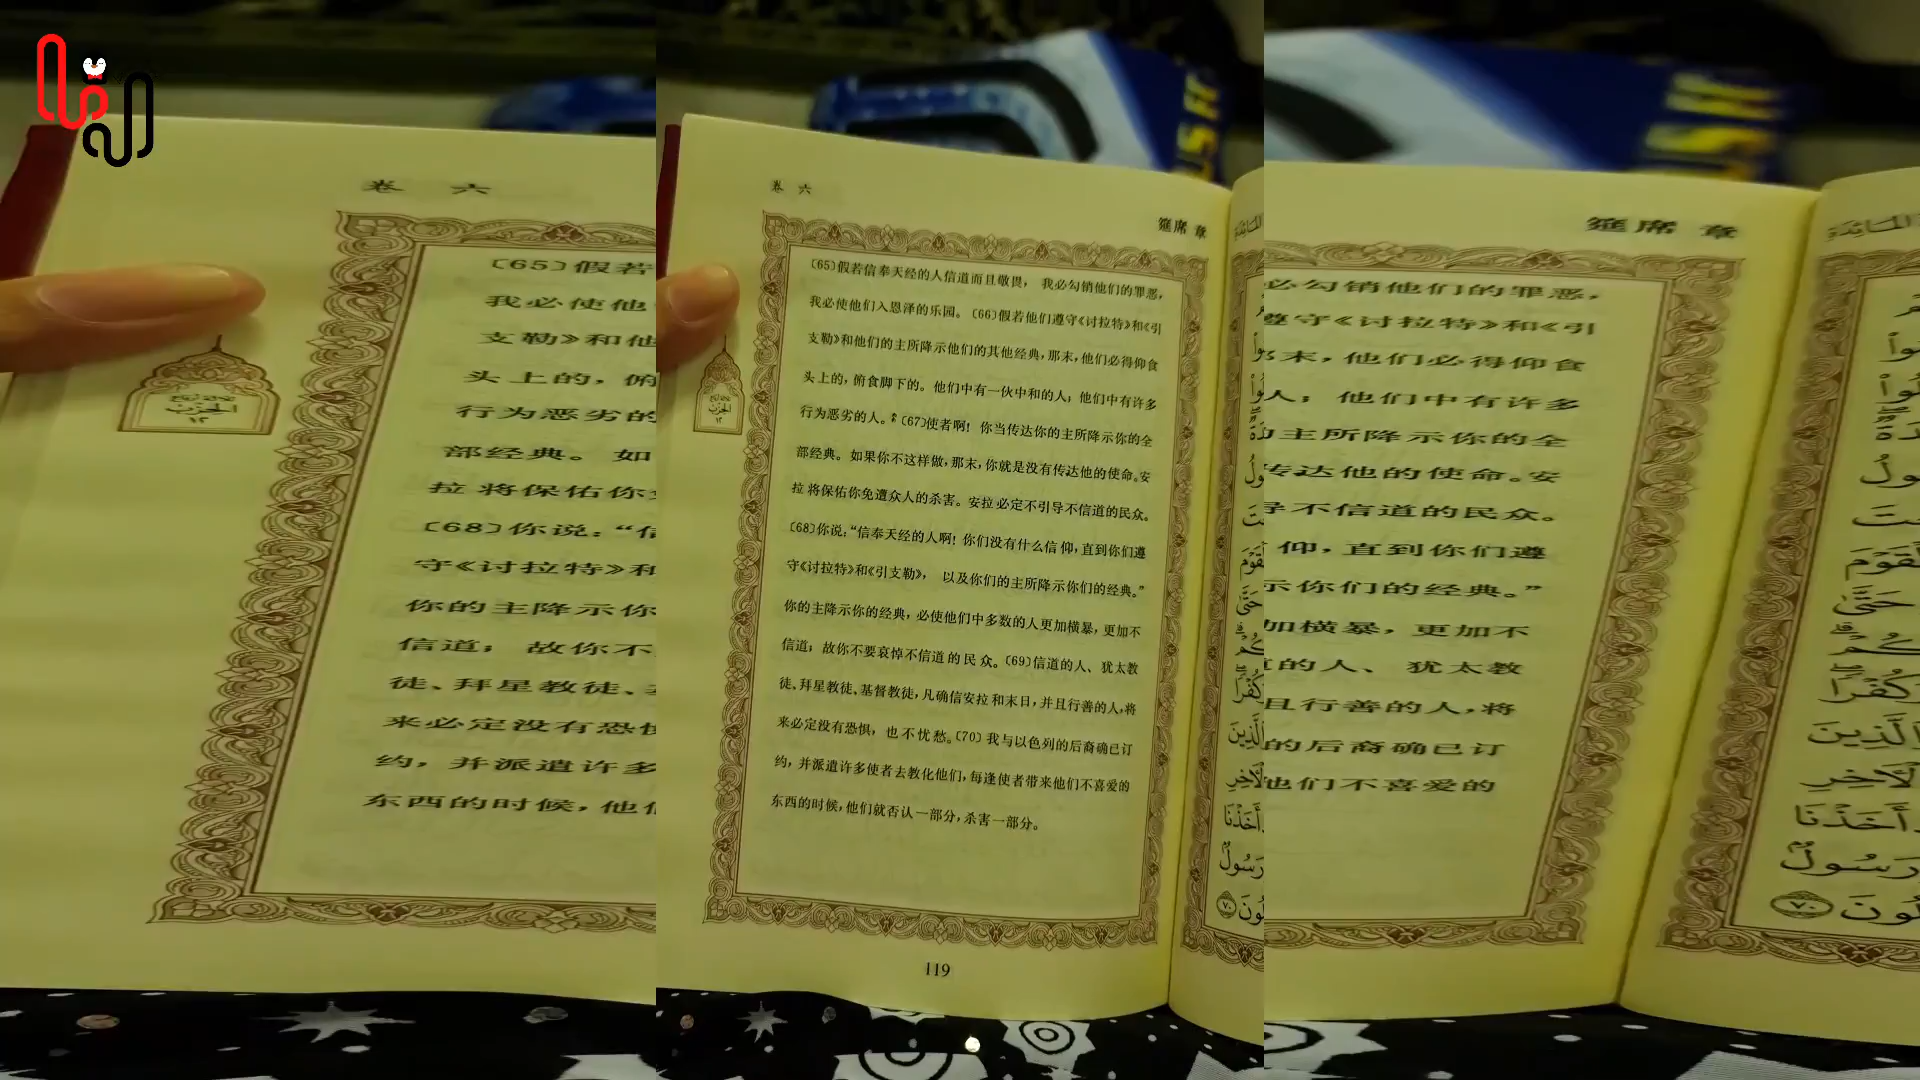 卷 六
筵席 章
〔65〕假若信奉天经的人信道而且敬畏， 我必勾销他们的罪恶，
我必使他们入恩泽的乐园。〔66〕假若他们遵守《讨拉特》和《引
支勒》和他们的主所降示他们的其他经典，那末，他们必得仰食
头上的，俯食脚下的。他们中有一伙中和的人；他们中有许多
行为恶劣的人。〔67〕使者啊！ 你当传达你的主所降示你的全
部经典。 如果你不这样做，那末，你就是没有传达他的使命。安
拉将保佑你免遭众人的杀害。安拉必定不引导不信道的民众。
〔68〕你说：“信奉天经的人啊！你们没有什么信仰，直到你们遵
守《讨拉特》和《引支勒》， 以及你们的主所降示你们的经典。”
你的主降示你的经典，必使他们中多数的人更加横暴，更加不
信道；故你不要哀悼不信道的民众。〔69〕信道的人、犹太教
徒、拜星教徒、基督教徒，凡确信安拉和末日，并且行善的人，将
来必定没有恐惧，也不忧愁。〔70〕我与以色列的后裔确已订
约，并派遣许多使者去教化他们，每逢使者带来他们不喜爱的
东西的时候，他们就否认一部分，杀害一部分。
119
الحزب
١٢